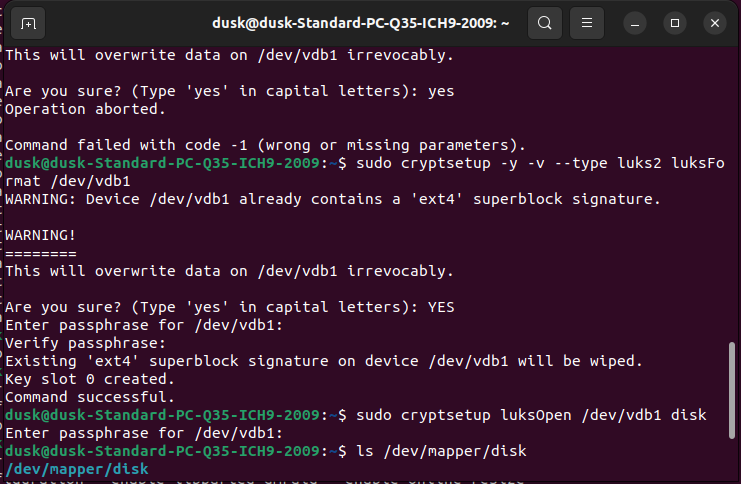 dusk@dusk-Standard-PC-Q35-ICH9-2009: ~
This will overwrite data on /dev/vdb1 irrevocably.
Are you sure? (Type 'yes' in capital letters): yes
Operation aborted.
Command failed with code -1 (wrong or missing parameters).
dusk@dusk-Standard-PC-Q35-ICH9-2009:~$ sudo cryptsetup -y -v --type luks2 luksFo
rmat /dev/vdb1
WARNING: Device /dev/vdb1 already contains a 'ext4' superblock signature.
WARNING!
========
This will overwrite data on /dev/vdb1 irrevocably.
Are you sure? (Type 'yes' in capital letters): YES
Enter passphrase for /dev/vdb1:
Verify passphrase:
Existing 'ext4' superblock signature on device /dev/vdb1 will be wiped.
Key slot 0 created.
Command successful.
dusk@dusk-Standard-PC-Q35-ICH9-2009:~$ sudo cryptsetup luksOpen /dev/vdb1 disk
Enter passphrase for /dev/vdb1:
dusk@dusk-Standard-PC-Q35-ICH9-2009:~$ ls /dev/mapper/disk
/dev/mapper/disk